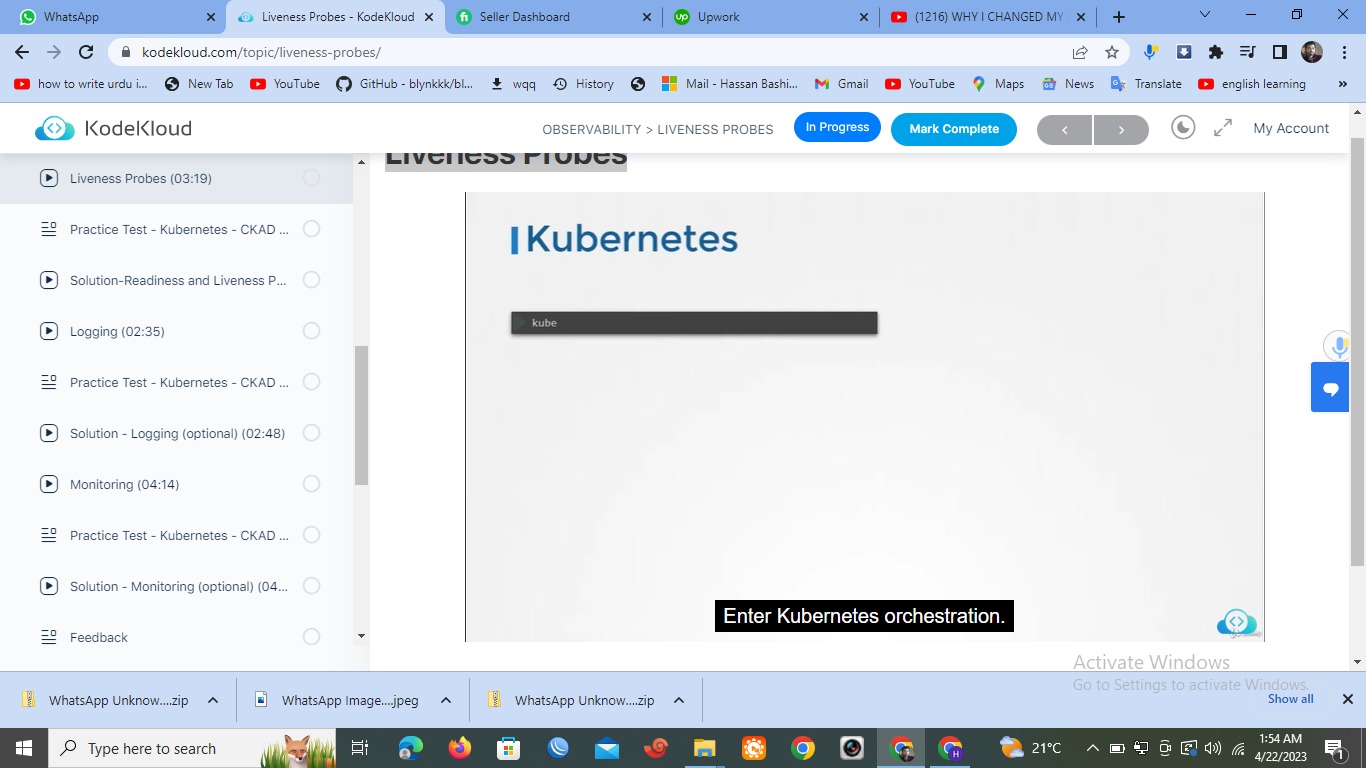 WhatsApp
Liveness Probes - KodeKloud
Seller Dashboard
Upwork
(1216) WHY I CHANGED MY
kodekloud.com/topic/liveness-probes/
how to write urdu i...
New Tab
YouTube
GitHub - blynkkk/bl...
wqq
History
Mail - Hassan Bashi...
Gmail
YouTube
Maps
News
Translate
english learning
»
KodeKloud
OBSERVABILITY > LIVENESS PROBES
In Progress
Mark Complete
My Account
Liveness Probes
Liveness Probes (03:19)
Practice Test - Kubernetes - CKAD ...
Solution-Readiness and Liveness P...
Logging (02:35)
Practice Test - Kubernetes - CKAD ...
Solution - Logging (optional) (02:48)
Monitoring (04:14)
Practice Test - Kubernetes - CKAD ...
Solution - Monitoring (optional) (04...
Feedback
Kubernetes
kube
Enter Kubernetes orchestration.
Activate Windows
Go to Settings to activate Windows.
WhatsApp Unknow....zip
WhatsApp Image....jpeg
WhatsApp Unknow....zip
Show all
Type here to search
21°C
1:54 AM
4/22/2023
1